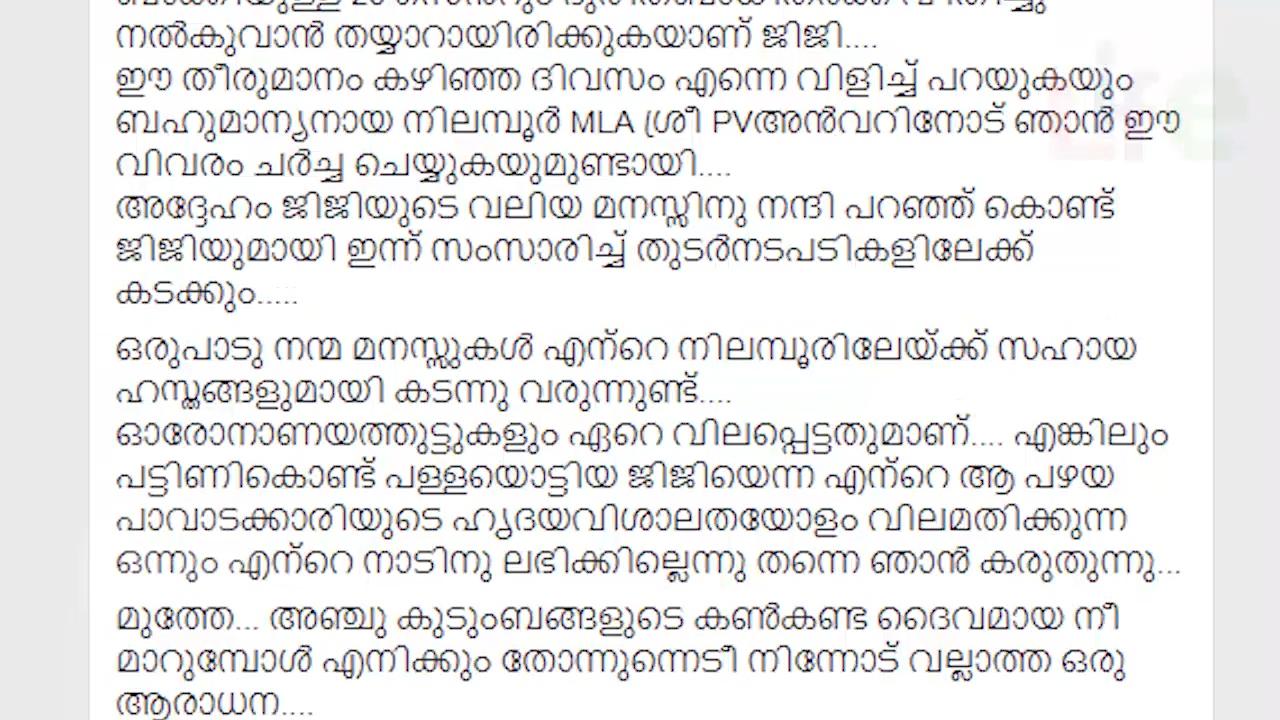 നൽകുവാൻ തയ്യാറായിരിക്കുകയാണ് ജിജി....
ഈ തീരുമാനം കഴിഞ്ഞ ദിവസം എന്നെ വിളിച്ച് പറയുകയും
ബഹുമാന്യനായ നിലമ്പൂർ MLA ശ്രീ PVഅൻവറിനോട് ഞാൻ ഈ
വിവരം ചർച്ച ചെയ്യുകയുമുണ്ടായി....
അദ്ദേഹം ജിജിയുടെ വലിയ മനസ്സിനു നന്ദി പറഞ്ഞ് കൊണ്ട്
ജിജിയുമായി ഇന്ന് സംസാരിച്ച് തുടർനടപടികളിലേക്ക്
കടക്കും.....
ഒരുപാടു നന്മ മനസ്സുകൾ എന്റെ നിലമ്പൂരിലേയ്ക്ക് സഹായ
ഹസ്തങ്ങളുമായി കടന്നു വരുന്നുണ്ട്....
ഓരോനാണയത്തുട്ടുകളും ഏറെ വിലപ്പെട്ടതുമാണ്.... എങ്കിലും
പട്ടിണികൊണ്ട് പള്ളയൊട്ടിയ ജിജിയെന്ന എന്റെ ആ പഴയ
പാവാടക്കാരിയുടെ ഹൃദയവിശാലതയോളം വിലമതിക്കുന്ന
ഒന്നും എന്റെ നാടിനു ലഭിക്കില്ലെന്നു തന്നെ ഞാൻ കരുതുന്നു...
മുത്തേ... അഞ്ചു കുടുംബങ്ങളുടെ കൺകണ്ട ദൈവമായ നീ
മാറുമ്പോൾ എനിക്കും തോന്നുന്നെടീ നിന്നോട് വല്ലാത്ത ഒരു
ആരാധന....